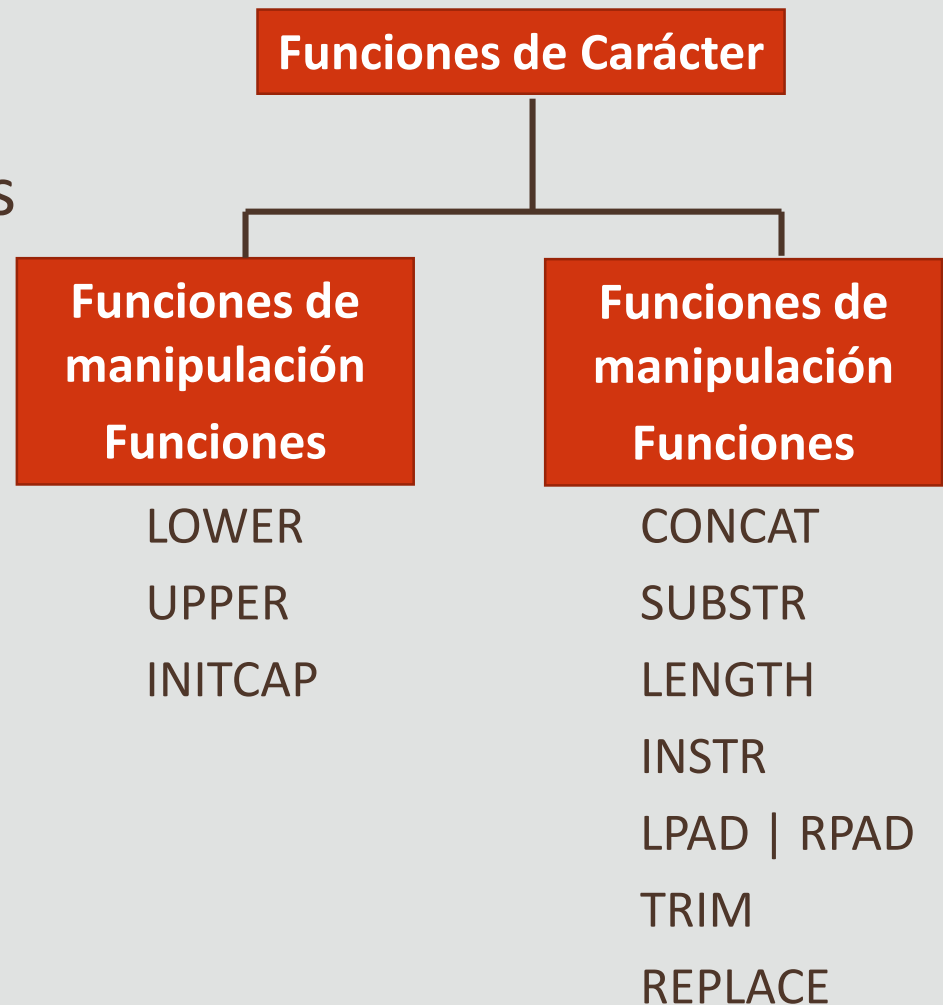 Funciones de Carácter
s
Funciones de
manipulación
Funciones
LOWER
UPPER
INITCAP
Funciones de
manipulación
Funciones
CONCAT
SUBSTR
LENGTH
INSTR
LPAD | RPAD
TRIM
REPLACE